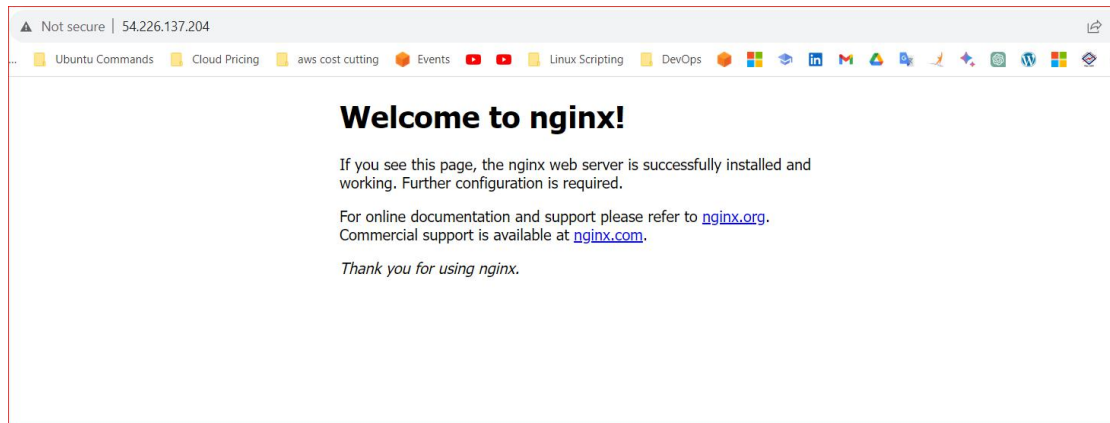 Not secure | 54.226.137.204
... Ubuntu Commands Cloud Pricing aws cost cutting Events Linux Scripting DevOps
Welcome to nginx!
If you see this page, the nginx web server is successfully installed and
working. Further configuration is required.
For online documentation and support please refer to nginx.org.
Commercial support is available at nginx.com.
Thank you for using nginx.